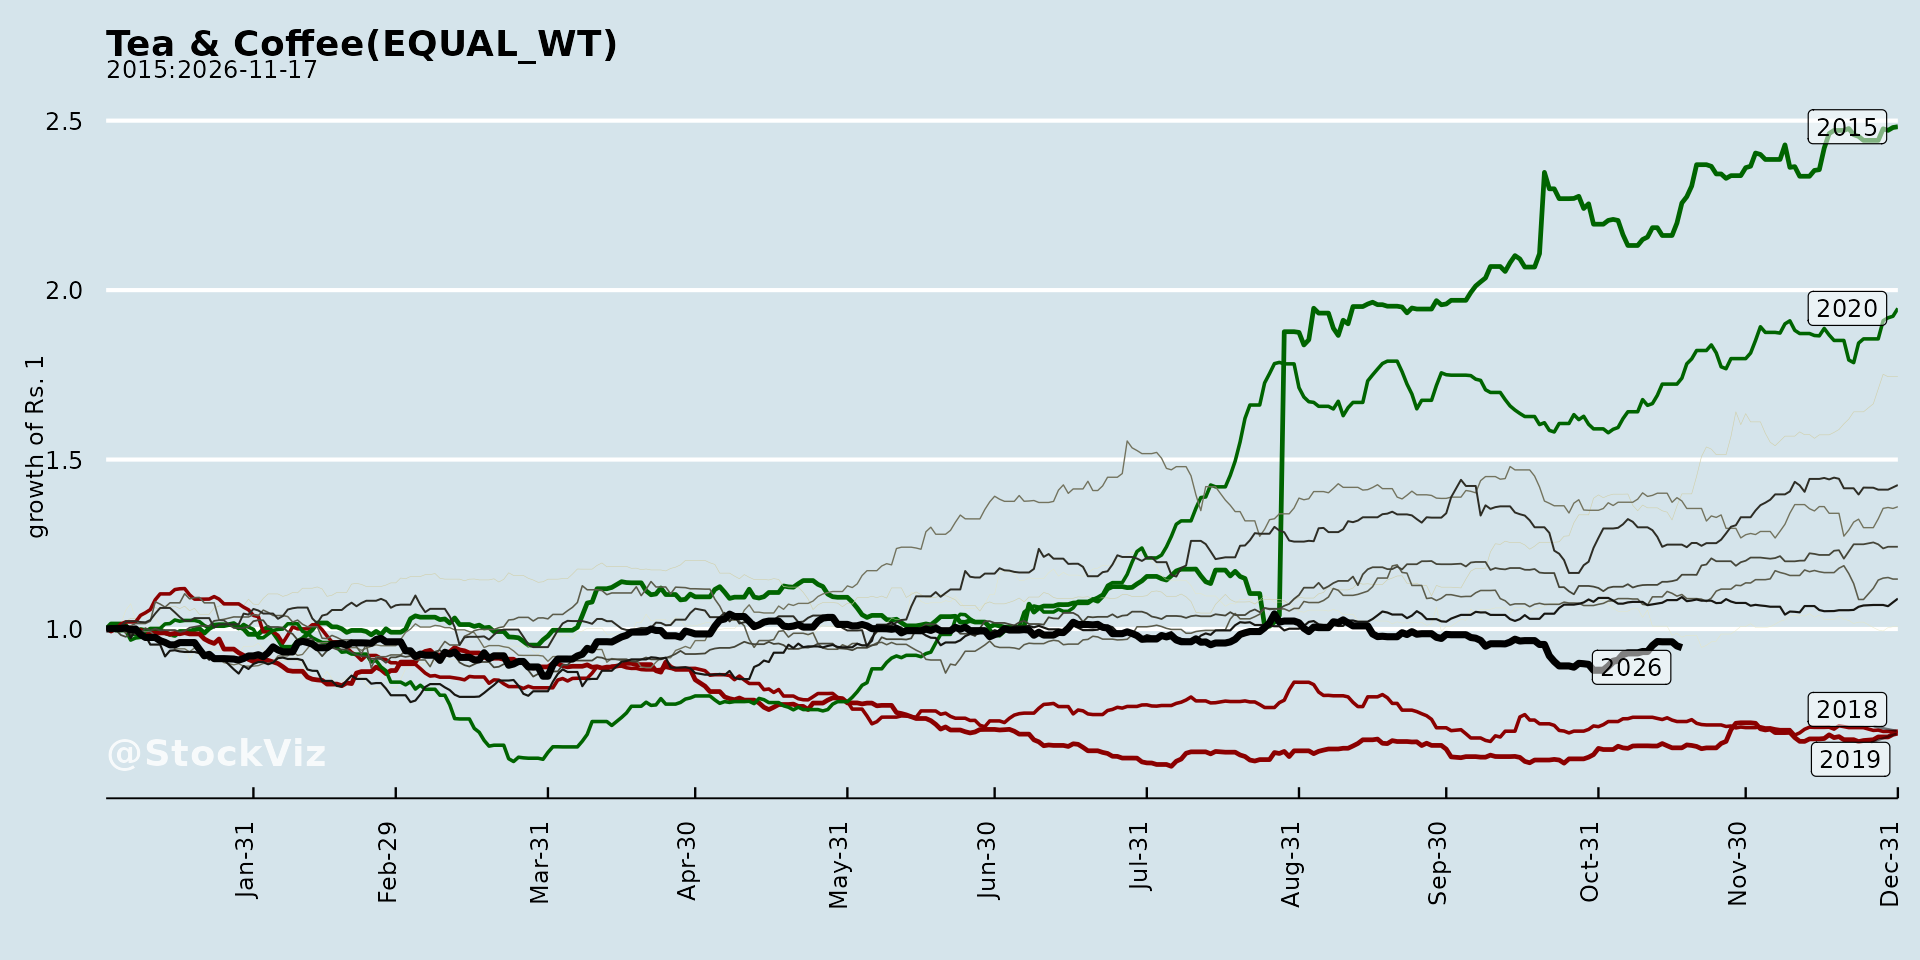 Tea & Coffee(EQUAL_WT)
2015:2026-11-17
growth of Rs. 1
2.5
2.0
1.5
1.0
2015
2020
2026
2018
2019
@StockViz
Jan-31
Feb-29
Mar-31
Apr-30
May-31
Jun-30
Jul-31
Aug-31
Sep-30
Oct-31
Nov-30
Dec-31